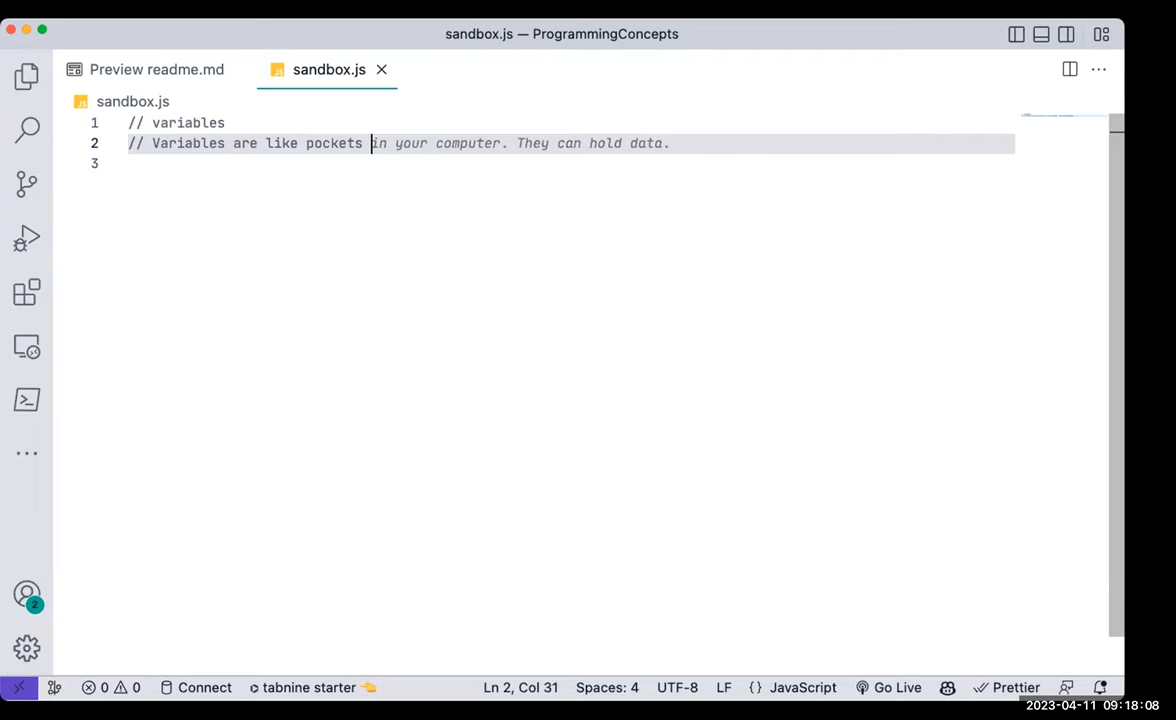 sandbox.js — ProgrammingConcepts
Preview readme.md
JS sandbox.js
JS sandbox.js
1 // variables
2 // Variables are like pockets in your computer. They can hold data.
3
2
0 0 Connect tabnine starter Ln 2, Col 31 Spaces: 4 UTF-8 LF {} JavaScript Go Live Prettier
2023-04-11 09:18:08